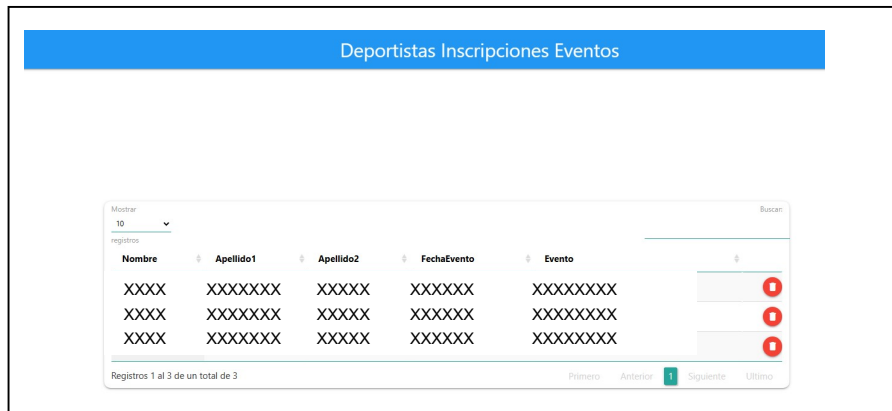 Deportistas Inscripciones Eventos
Mostrar
Buscar:
10
registros
Nombre Apellido1 Apellido2 FechaEvento Evento
XXXX XXXXXXX XXXXX XXXXXX XXXXXXXX
XXXX XXXXXXX XXXXX XXXXXX XXXXXXXX
XXXX XXXXXXX XXXXX XXXXXX XXXXXXXX
Registros 1 al 3 de un total de 3 Primero Anterior 1 Siguiente Ultimo